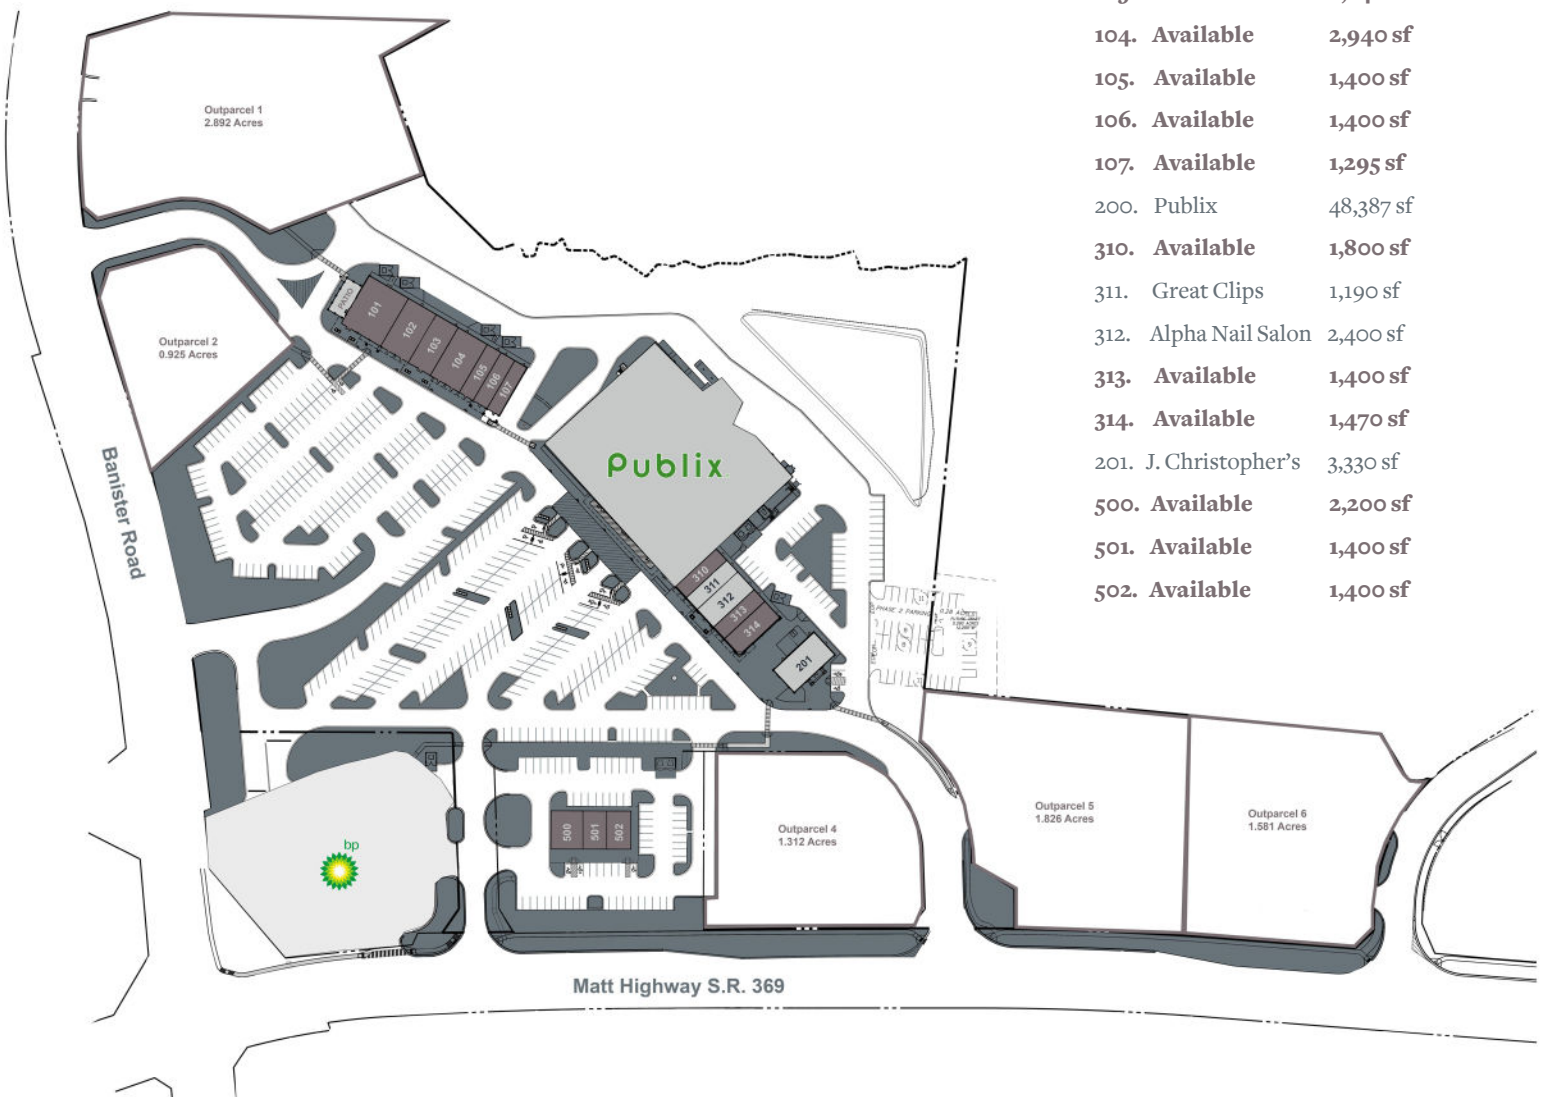 104. Available 2,940 sf
105. Available 1,400 sf
106. Available 1,400 sf
107. Available 1,295 sf
200. Publix 48,387 sf
310. Available 1,800 sf
311. Great Clips 1,190 sf
312. Alpha Nail Salon 2,400 sf
313. Available 1,400 sf
314. Available 1,470 sf
201. J. Christopher's 3,330 sf
500. Available 2,200 sf
501. Available 1,400 sf
502. Available 1,400 sf
Outparcel 1
2.892 Acres
PATIO
101
102
103
104
105
106
107
Outparcel 2
0.925 Acres
Publix
Banister Road
310
311
312
313
314
201
PHASE 2 PARKING
Outparcel 5
1.826 Acres
Outparcel 6
1.581 Acres
Outparcel 4
1.312 Acres
500
501
502
bp
Matt Highway S.R. 369